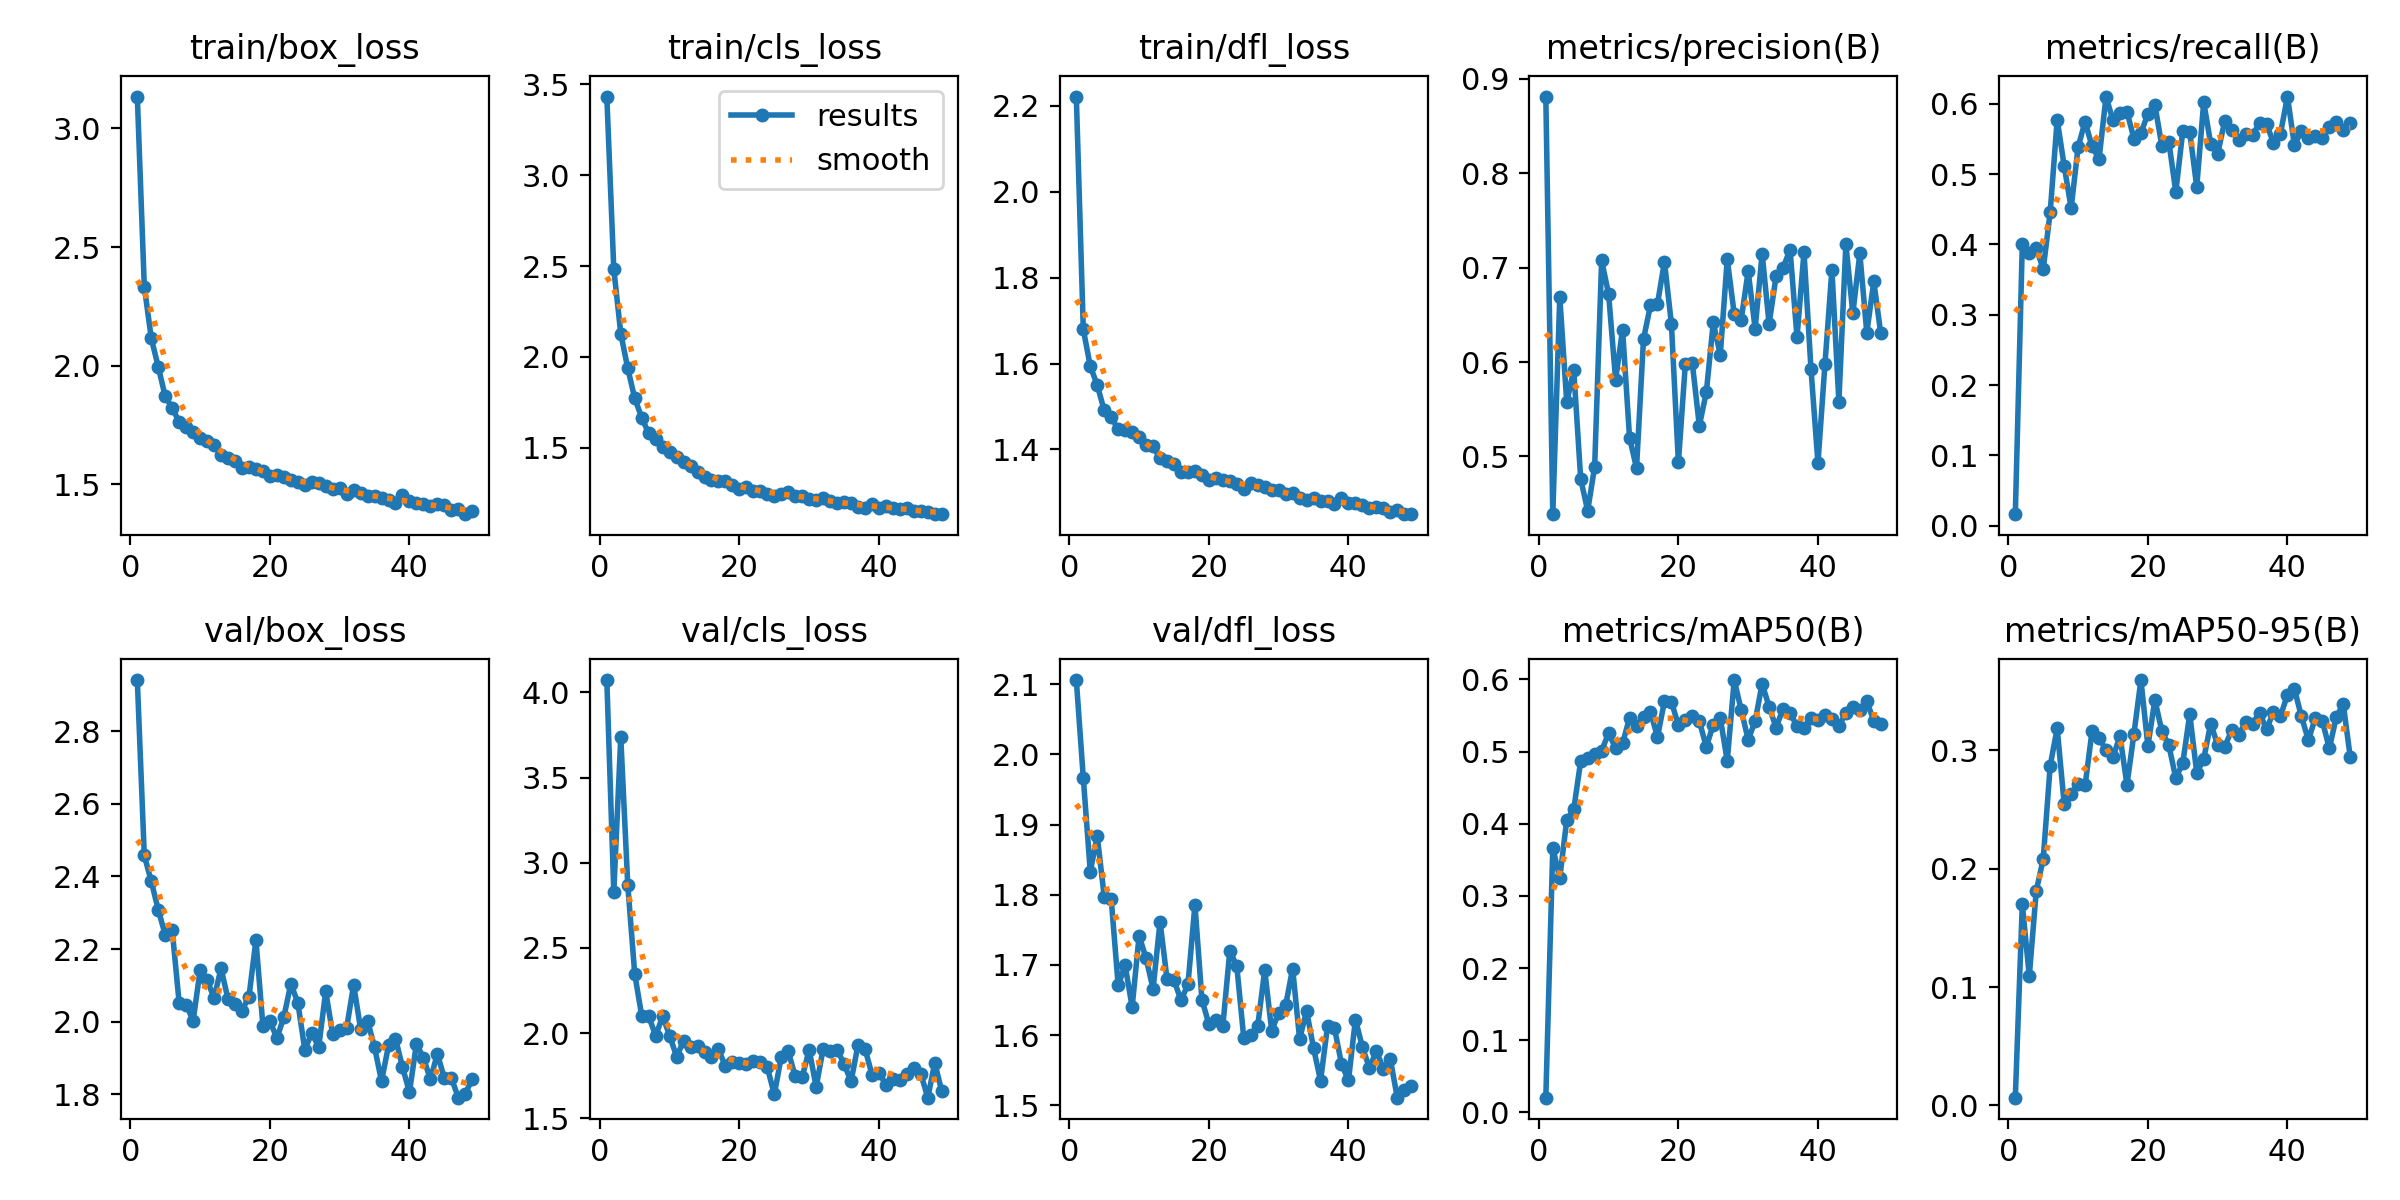 train/box_loss
3.0
2.5
2.0
1.5
0 20 40
train/cls_loss
results
smooth
3.5
3.0
2.5
2.0
1.5
0 20 40
train/dfl_loss
2.2
2.0
1.8
1.6
1.4
0 20 40
metrics/precision(B)
0.9
0.8
0.7
0.6
0.5
0 20 40
metrics/recall(B)
0.6
0.5
0.4
0.3
0.2
0.1
0.0
0 20 40
val/box_loss
2.8
2.6
2.4
2.2
2.0
1.8
0 20 40
val/cls_loss
4.0
3.5
3.0
2.5
2.0
1.5
0 20 40
val/dfl_loss
2.1
2.0
1.9
1.8
1.7
1.6
1.5
0 20 40
metrics/mAP50(B)
0.6
0.5
0.4
0.3
0.2
0.1
0.0
0 20 40
metrics/mAP50-95(B)
0.3
0.2
0.1
0.0
0 20 40